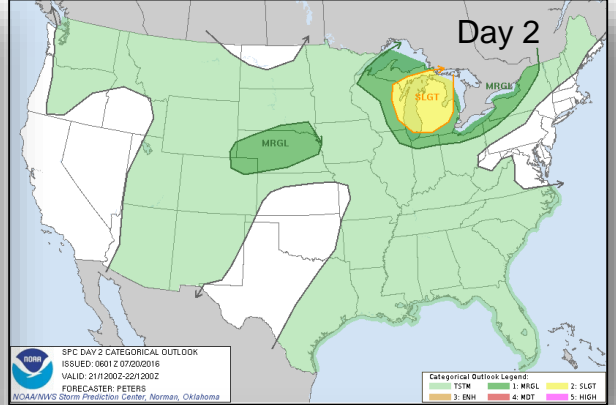 Day 2
SLGT
MRGL
MRGL
NOAA
SPC DAY 2 CATEGORICAL OUTLOOK
ISSUED: 0601Z 07/20/2016
VALID: 21/1200Z-22/1200Z
FORECASTER: PETERS
NOAA/NWS Storm Prediction Center, Norman, Oklahoma
Categorical Outlook Legend:
TSTM 1: MRGL 2: SLGT
3: ENH 4: MDT 5: HIGH